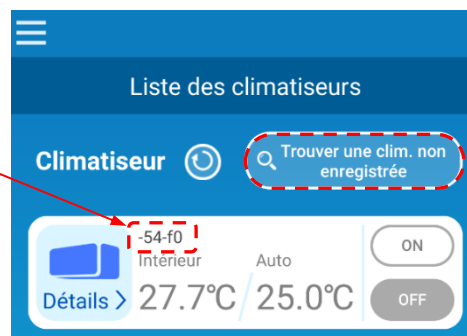 Liste des climatiseurs
Climatiseur
Trouver une clim. non
enregistrée
-54-f0
Intérieur
Auto
ON
Détails >
27.7°C
25.0°C
OFF